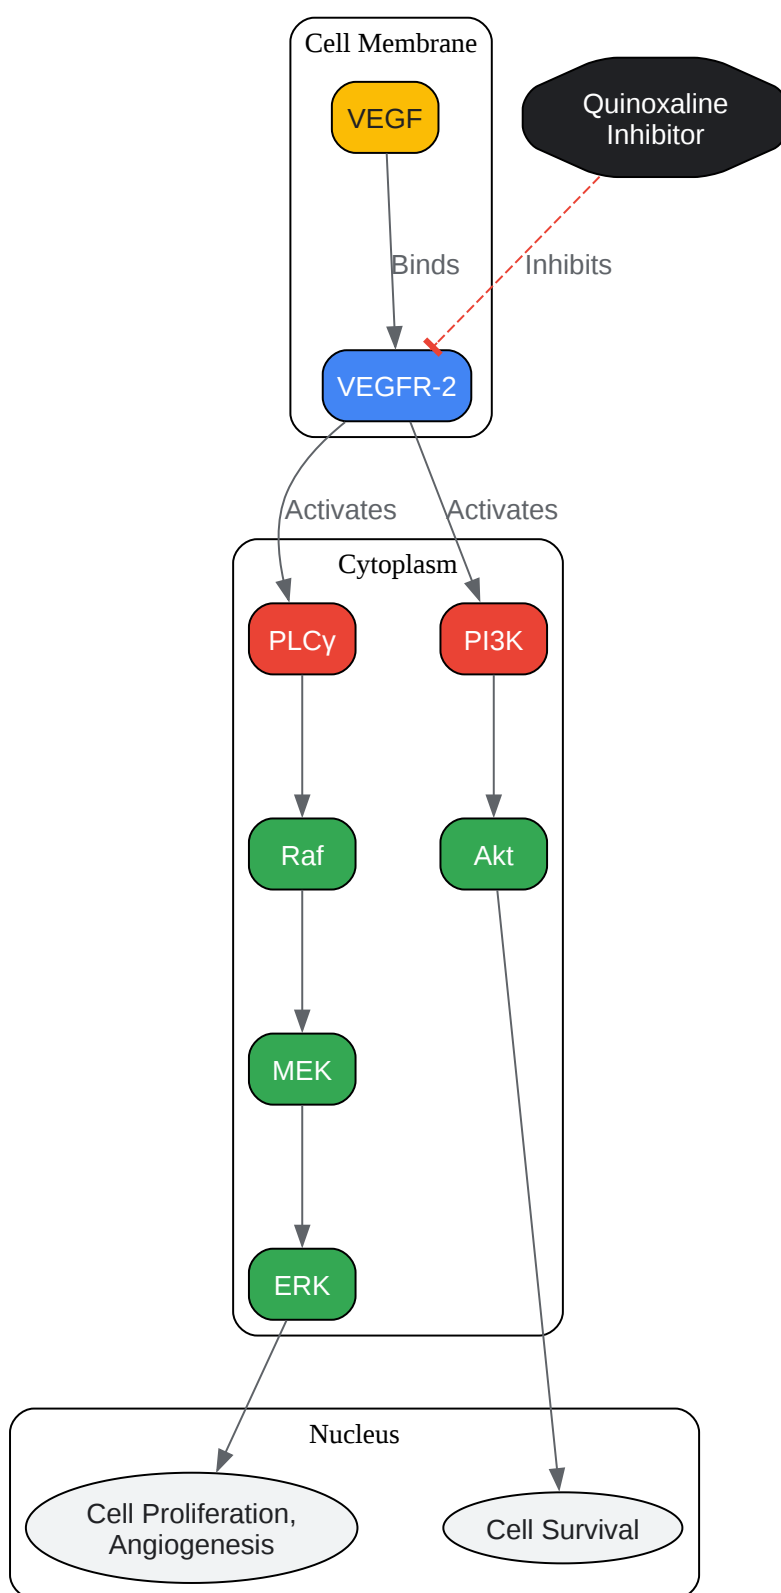 Cell Membrane
VEGF
Quinoxaline
Inhibitor
Binds
Inhibits
VEGFR-2
Activates
Activates
Cytoplasm
PLCγ
PI3K
Raf
Akt
MEK
ERK
Nucleus
Cell Proliferation,
Angiogenesis
Cell Survival